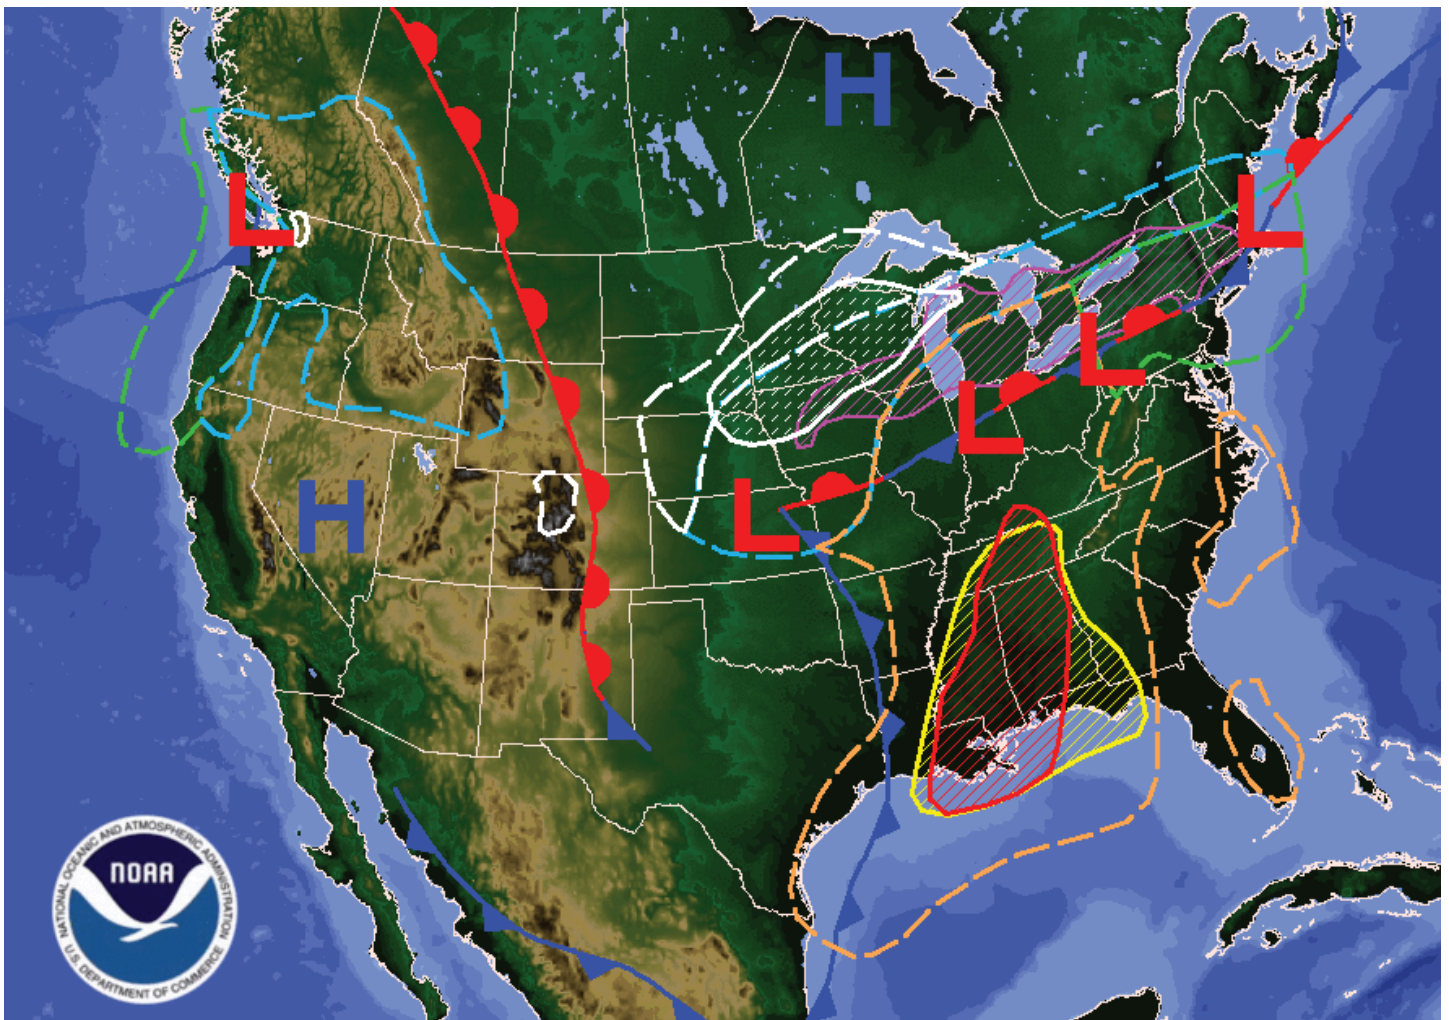 H
L
L
L
L
H
L
NATIONAL OCEANIC AND ATMOSPHERIC ADMINISTRATION
NOAA
U.S. DEPARTMENT OF COMMERCE